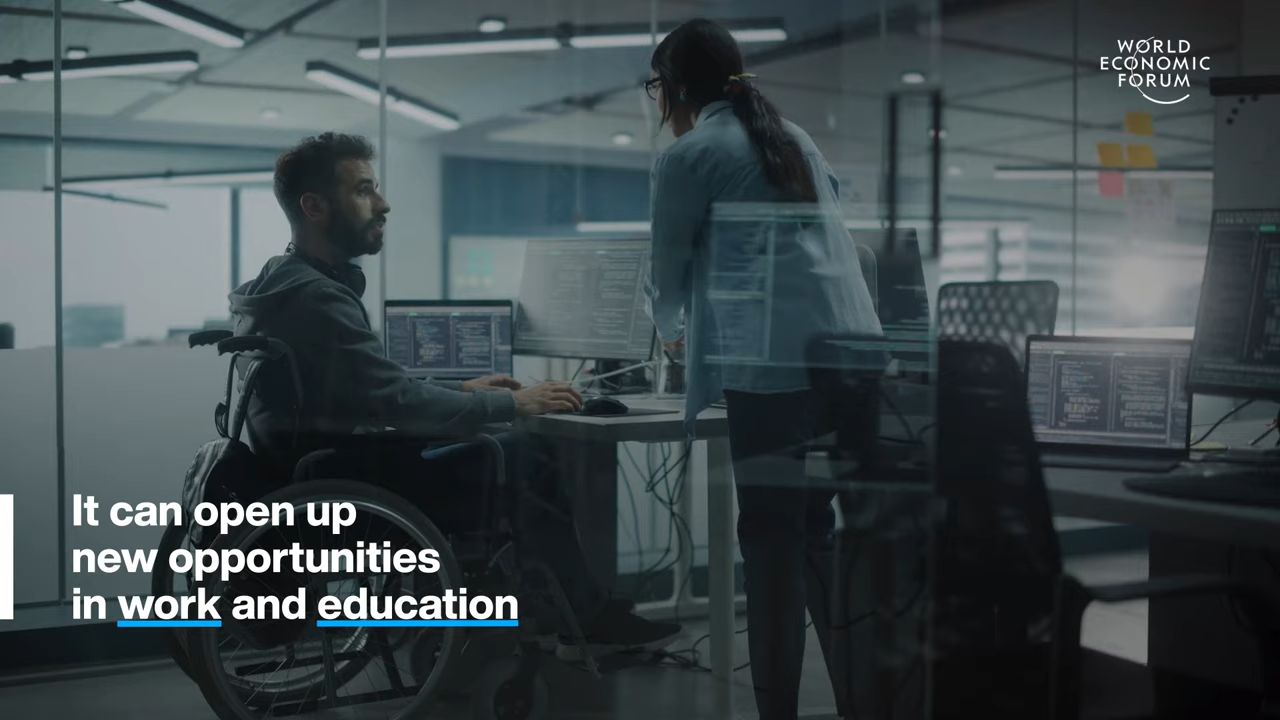 WORLD
ECONOMIC
FORUM
It can open up
new opportunities
in work and education